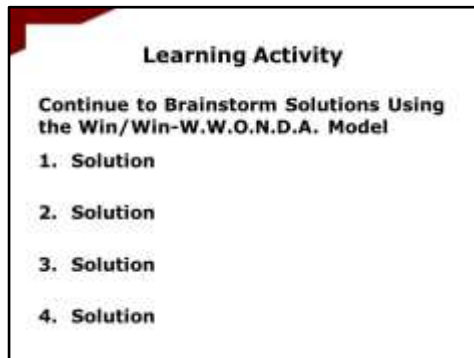 Learning Activity
Continue to Brainstorm Solutions Using
the Win/Win-W.W.O.N.D.A. Model
1. Solution
2. Solution
3. Solution
4. Solution